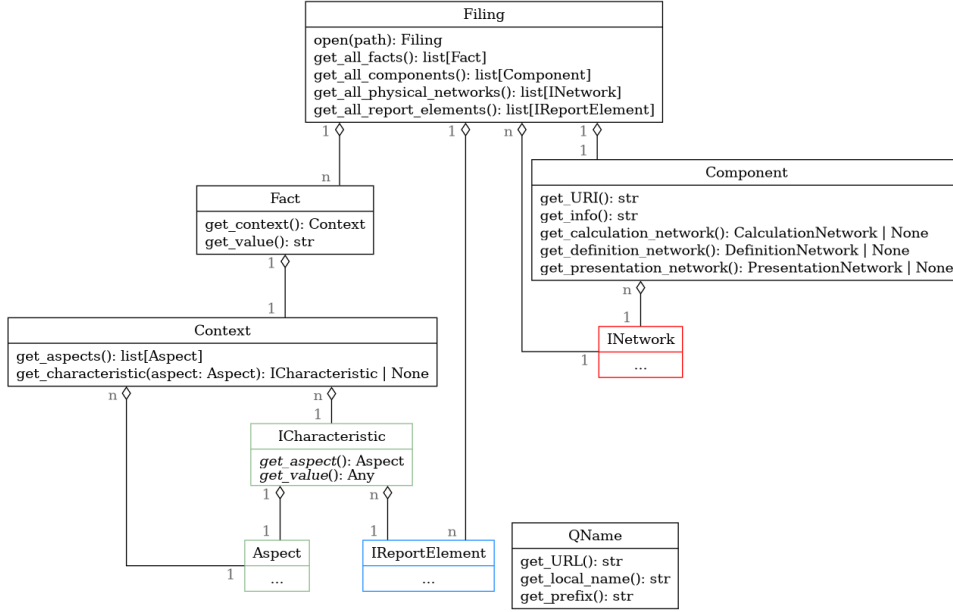 Filing
open(path): Filing
get_all_facts(): list[Fact]
get_all_components(): list[Component]
get_all_physical_networks(): list[INetwork]
get_all_report_elements(): list[IReportElement]
1
1
n
1
n
1
Component
get_URI(): str
get_info(): str
get_calculation_network(): CalculationNetwork | None
get_definition_network(): DefinitionNetwork | None
get_presentation_network(): PresentationNetwork | None
Fact
get_context(): Context
get_value(): str
1
1
n
1
INetwork
...
1
Context
get_aspects(): list[Aspect]
get_characteristic(aspect: Aspect): ICharacteristic | None
n
n
1
ICharacteristic
get_aspect(): Aspect
get_value(): Any
1
n
1
1
n
Aspect
...
1
IReportElement
...
QName
get_URL(): str
get_local_name(): str
get_prefix(): str